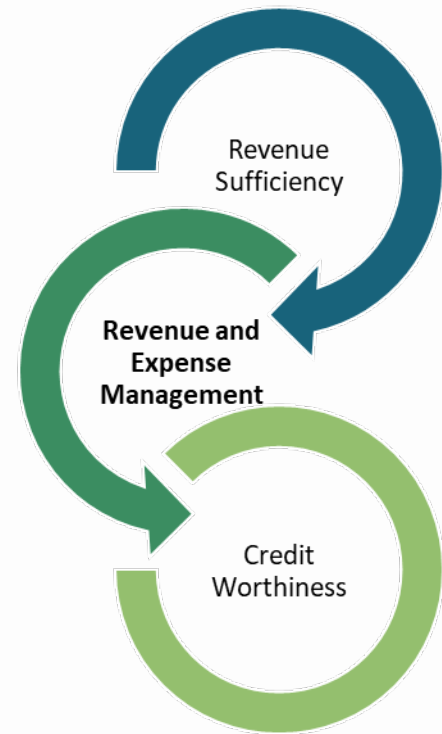 Revenue
Sufficiency
Revenue and
Expense
Management
Credit
Worthiness